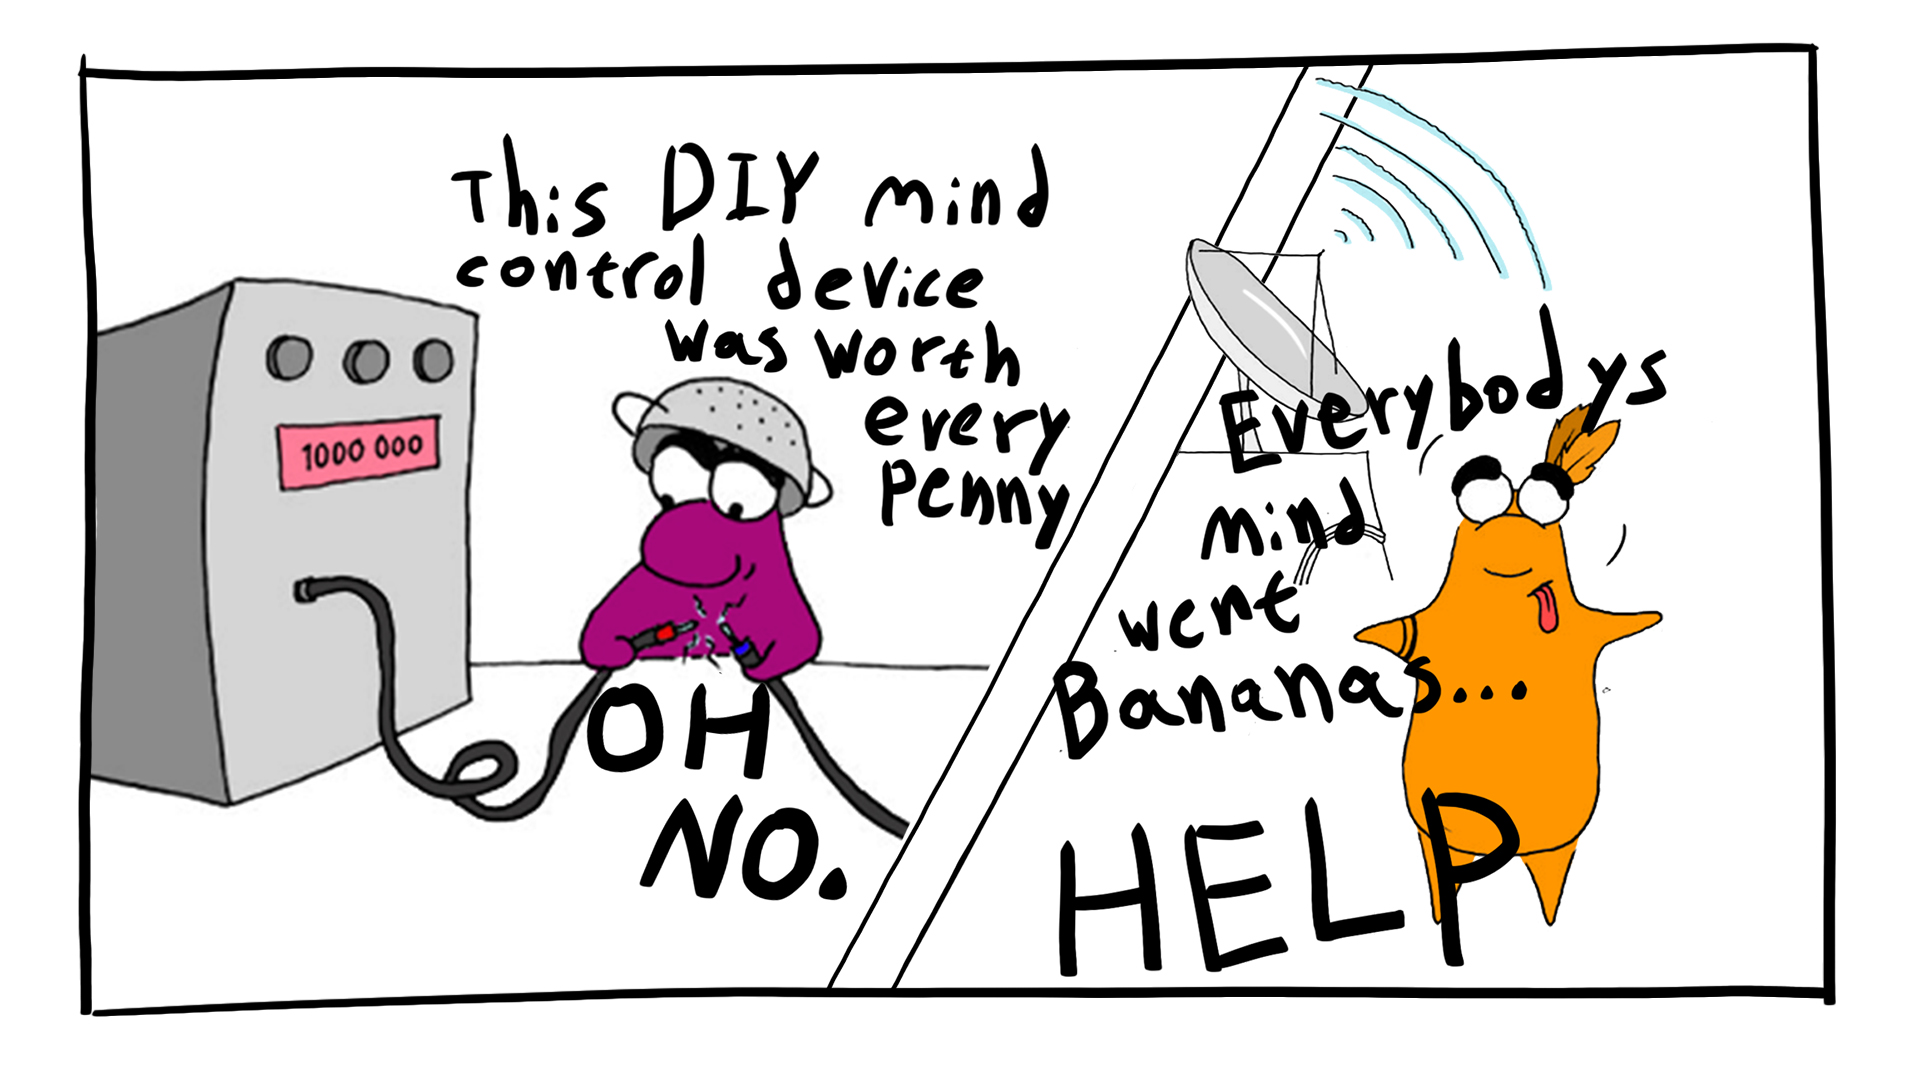 This DIY mind
control device
was worth
every
penny
1000 000
OH
NO.
Everybodys
mind
went
Bananas...
HELP